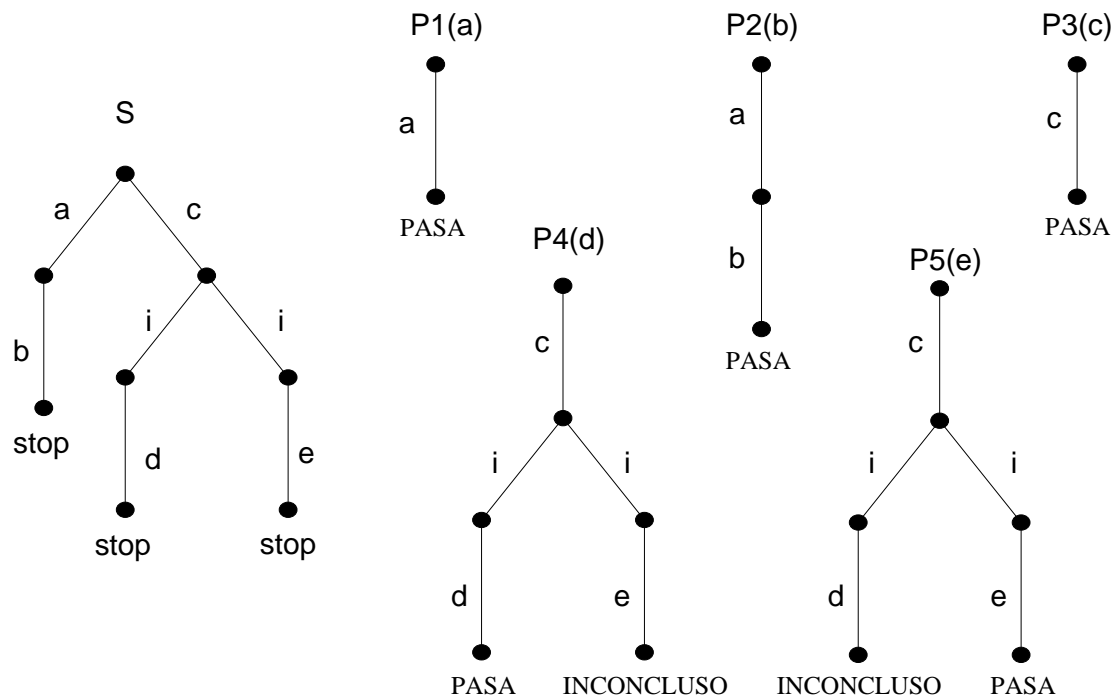 P1(a)
P2(b)
P3(c)
S
a
c
i
i
b
d
e
stop
stop
stop
a
PASA
a
b
PASA
c
PASA
P4(d)
c
i
i
d
e
PASA
INCONCLUSO
P5(e)
c
i
i
d
e
INCONCLUSO
PASA